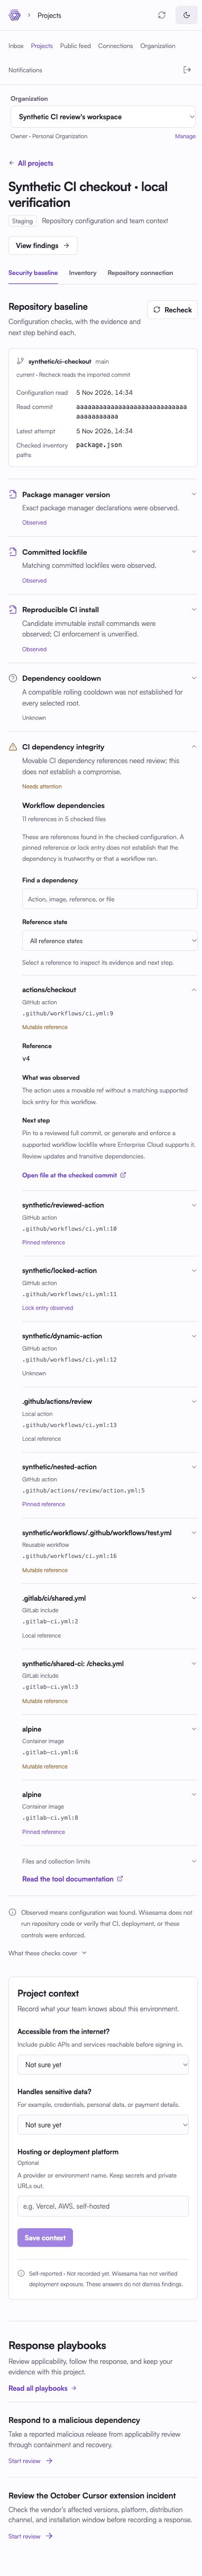 Projects
Inbox Projects Public feed Connections Organization
Notifications
Organization
Synthetic CI review's workspace
Owner · Personal Organization Manage
All projects
Synthetic CI checkout · local
verification
Staging Repository configuration and team context
View findings
Security baseline Inventory Repository connection
Repository baseline
Recheck
Configuration checks, with the evidence and
next step behind each.
synthetic/ci-checkout main
current · Recheck reads the imported commit
Configuration read 5 Nov 2026, 14:34
Read commit aaaaaaaaaaaaaaaaaaaaaaaaaaaa
aaaaaaaaaaaa
Latest attempt 5 Nov 2026, 14:34
Checked inventory package.json
paths
Package manager version
Exact package manager declarations were observed.
Observed
Committed lockfile
Matching committed lockfiles were observed.
Observed
Reproducible CI install
Candidate immutable install commands were
observed; CI enforcement is unverified.
Observed
Dependency cooldown
A compatible rolling cooldown was not established for
every selected root.
Unknown
CI dependency integrity
Movable CI dependency references need review; this
does not establish a compromise.
Needs attention
Workflow dependencies
11 references in 5 checked files
These are references found in the checked configuration. A
pinned reference or lock entry does not establish that the
dependency is trustworthy or that a workflow ran.
Find a dependency
Action, image, reference, or file
Reference state
All reference states
Select a reference to inspect its evidence and next step.
actions/checkout
GitHub action
.github/workflows/ci.yml:9
Mutable reference
Reference
v4
What was observed
The action uses a movable ref without a matching supported
lock entry for this workflow.
Next step
Pin to a reviewed full commit, or generate and enforce a
supported workflow lockfile where Enterprise Cloud supports it.
Review updates and transitive dependencies.
Open file at the checked commit
synthetic/reviewed-action
GitHub action
.github/workflows/ci.yml:10
Pinned reference
synthetic/locked-action
GitHub action
.github/workflows/ci.yml:11
Lock entry observed
synthetic/dynamic-action
GitHub action
.github/workflows/ci.yml:12
Unknown
.github/actions/review
Local action
.github/workflows/ci.yml:13
Local reference
synthetic/nested-action
GitHub action
.github/actions/review/action.yml:5
Pinned reference
synthetic/workflows/.github/workflows/test.yml
Reusable workflow
.github/workflows/ci.yml:16
Mutable reference
.gitlab/ci/shared.yml
GitLab include
.gitlab-ci.yml:2
Local reference
synthetic/shared-ci: /checks.yml
GitLab include
.gitlab-ci.yml:3
Mutable reference
alpine
Container image
.gitlab-ci.yml:6
Mutable reference
alpine
Container image
.gitlab-ci.yml:8
Pinned reference
Files and collection limits
Read the tool documentation
Observed means configuration was found. Wisesama does not
run repository code or verify that CI, deployment, or these
controls were enforced.
What these checks cover
Project context
Record what your team knows about this environment.
Accessible from the internet?
Include public APIs and services reachable before signing in.
Not sure yet
Handles sensitive data?
For example, credentials, personal data, or payment details.
Not sure yet
Hosting or deployment platform
Optional
A provider or environment name. Keep secrets and private
URLs out.
e.g. Vercel, AWS, self-hosted
Save context
Self-reported · Not recorded yet. Wisesama has not verified
deployment exposure. These answers do not dismiss findings.
Response playbooks
Review applicability, follow the response, and keep your
evidence with this project.
Read all playbooks
Respond to a malicious dependency
Take a reported malicious release from applicability review
through containment and recovery.
Start review
Review the October Cursor extension incident
Check the vendor's affected versions, platform, distribution
channel, and installation window before recording a response.
Start review